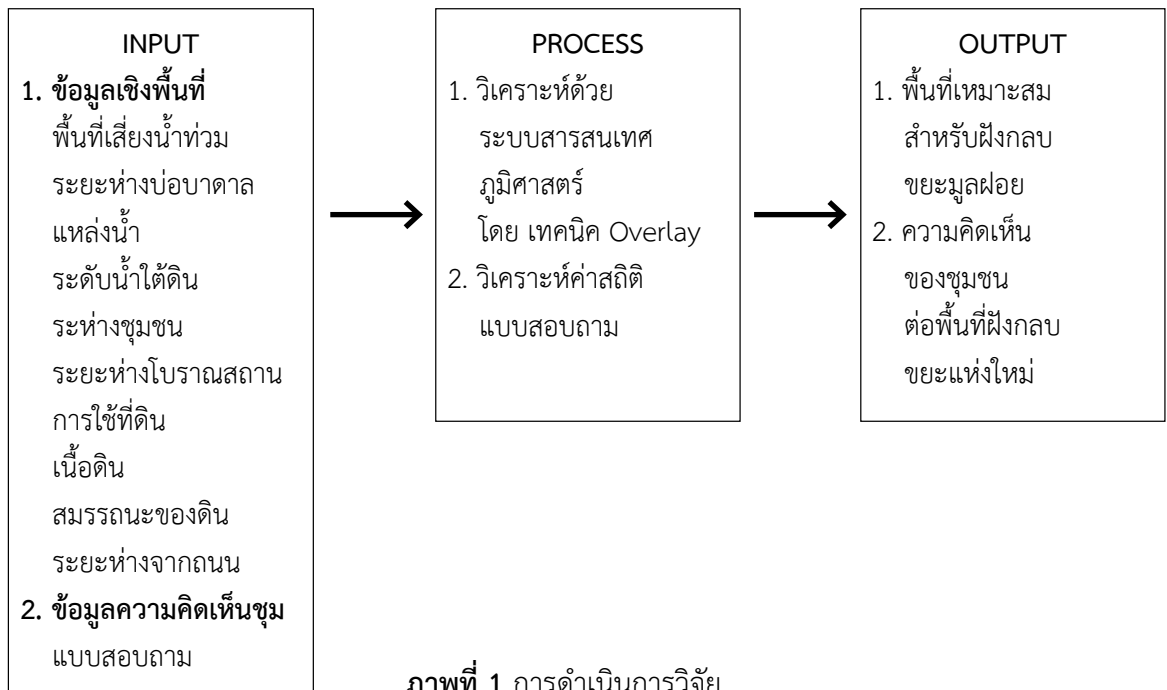 INPUT
1. ข้อมูลเชิงพื้นที่
พื้นที่เสี่ยงน้ำท่วม
ระยะห่างบ่อบาดาล
แหล่งน้ำ
ระดับน้ำใต้ดิน
ระห่างชุมชน
ระยะห่างโบราณสถาน
การใช้ที่ดิน
เนื้อดิน
สมรรถนะของดิน
ระยะห่างจากถนน
2. ข้อมูลความคิดเห็นชุม
แบบสอบถาม
PROCESS
1. วิเคราะห์ด้วย
ระบบสารสนเทศ
ภูมิศาสตร์
โดย เทคนิค Overlay
2. วิเคราะห์ค่าสถิติ
แบบสอบถาม
OUTPUT
1. พื้นที่เหมาะสม
สำหรับฝังกลบ
ขยะมูลฝอย
2. ความคิดเห็น
ของชุมชน
ต่อพื้นที่ฝังกลบ
ขยะแห่งใหม่
ภาพที่ 1 การดำเนินการวิจัย